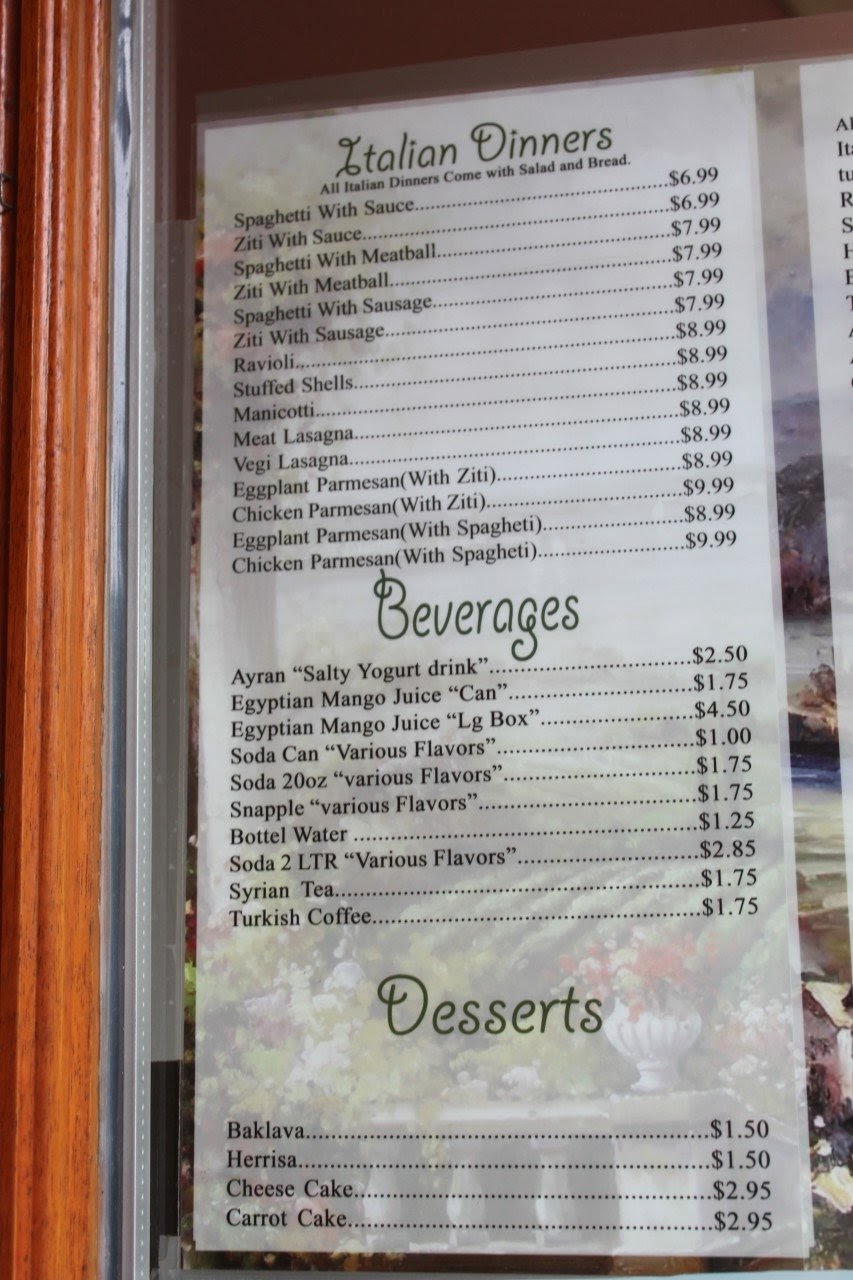 Italian Dinners
All Italian Dinners Come with Salad and Bread.
Spaghetti With Sauce..........$6.99
Ziti With Sauce..........$6.99
Spaghetti With Meatball..........$7.99
Ziti With Meatball..........$7.99
Spaghetti With Sausage..........$7.99
Ziti With Sausage..........$7.99
Ravioli..........$8.99
Stuffed Shells..........$8.99
Manicotti..........$8.99
Meat Lasagna..........$8.99
Vegi Lasagna..........$8.99
Eggplant Parmesan(With Ziti)..........$8.99
Chicken Parmesan(With Ziti)..........$9.99
Eggplant Parmesan(With Spagheti)..........$8.99
Chicken Parmesan(With Spagheti)..........$9.99
Beverages
Ayran “Salty Yogurt drink”..........$2.50
Egyptian Mango Juice “Can”..........$1.75
Egyptian Mango Juice “Lg Box”..........$4.50
Soda Can “Various Flavors”..........$1.00
Soda 20oz “various Flavors”..........$1.75
Snapple “various Flavors”..........$1.75
Bottel Water ..........$1.25
Soda 2 LTR “Various Flavors”..........$2.85
Syrian Tea..........$1.75
Turkish Coffee..........$1.75
Desserts
Baklava..........$1.50
Herrisa..........$1.50
Cheese Cake..........$2.95
Carrot Cake..........$2.95